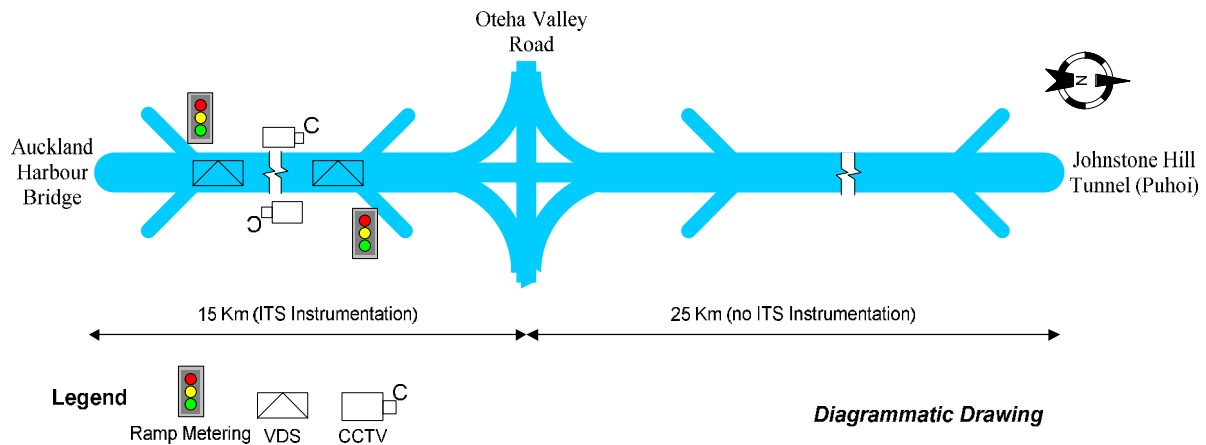 Oteha Valley
Road
N
Auckland
Harbour
Bridge
C
C
Johnstone Hill
Tunnel (Puhoi)
15 Km (ITS Instrumentation)
25 Km (no ITS Instrumentation)
Legend
C
Ramp Metering
VDS
CCTV
Diagrammatic Drawing